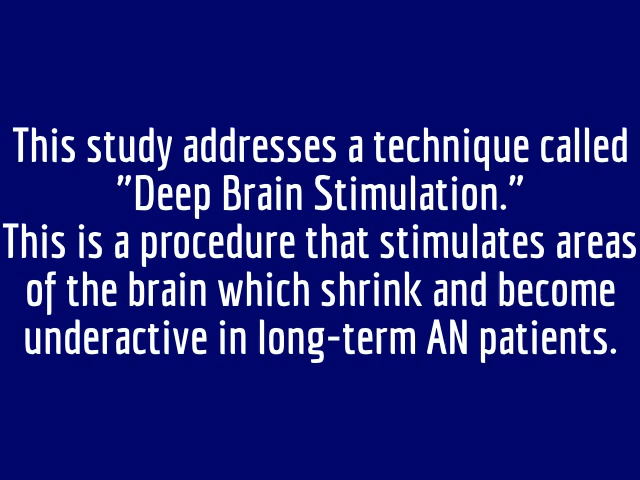 This study addresses a technique called
”Deep Brain Stimulation.”
This is a procedure that stimulates areas
of the brain which shrink and become
underactive in long-term AN patients.